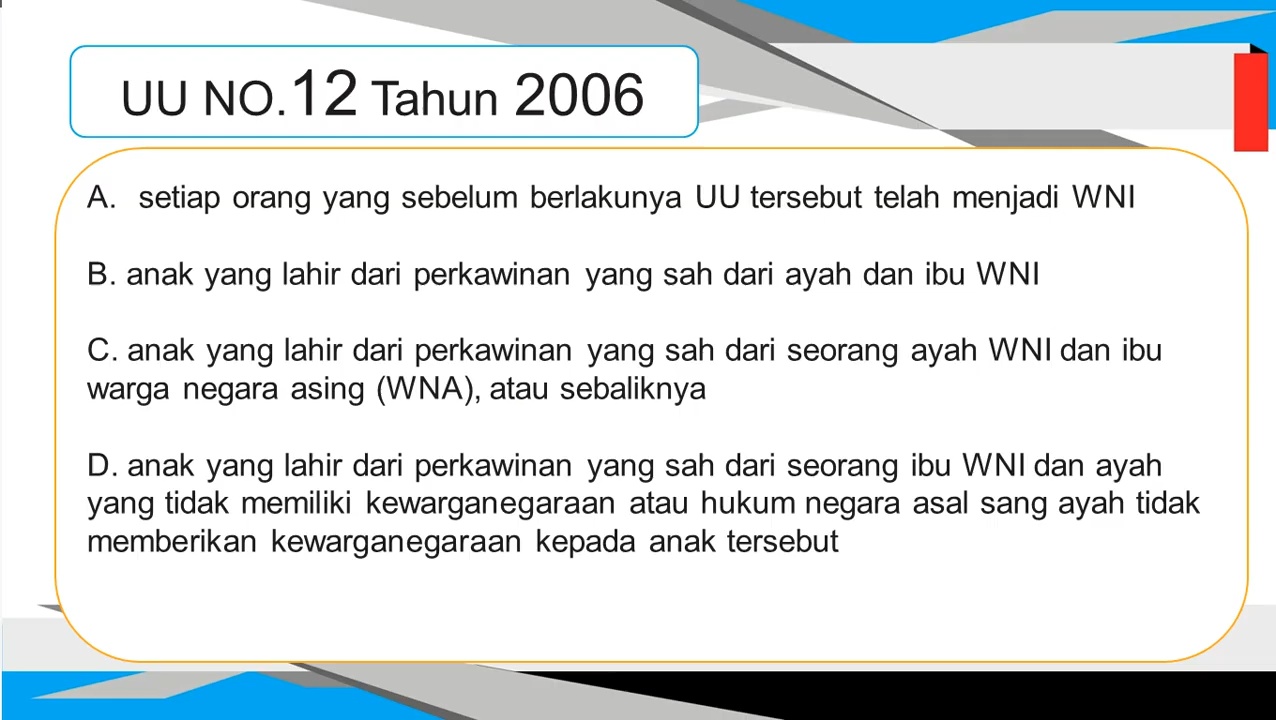 UU NO.12 Tahun 2006
A. setiap orang yang sebelum berlakunya UU tersebut telah menjadi WNI
B. anak yang lahir dari perkawinan yang sah dari ayah dan ibu WNI
C. anak yang lahir dari perkawinan yang sah dari seorang ayah WNI dan ibu
warga negara asing (WNA), atau sebaliknya
D. anak yang lahir dari perkawinan yang sah dari seorang ibu WNI dan ayah
yang tidak memiliki kewarganegaraan atau hukum negara asal sang ayah tidak
memberikan kewarganegaraan kepada anak tersebut